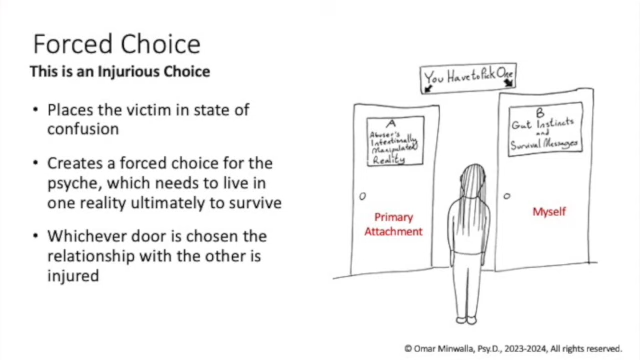 Forced Choice
This is an Injurious Choice
• Places the victim in state of
confusion
• Creates a forced choice for the
psyche, which needs to live in
one reality ultimately to survive
• Whichever door is chosen the
relationship with the other is
injured
You Have to Pick One
A
Abuser's
Intentionally
Manipulated
Reality
Primary
Attachment
B
Gut Instincts
and
Survival Messages
Myself
© Omar Minwalla, Psy.D., 2023-2024, All rights reserved.